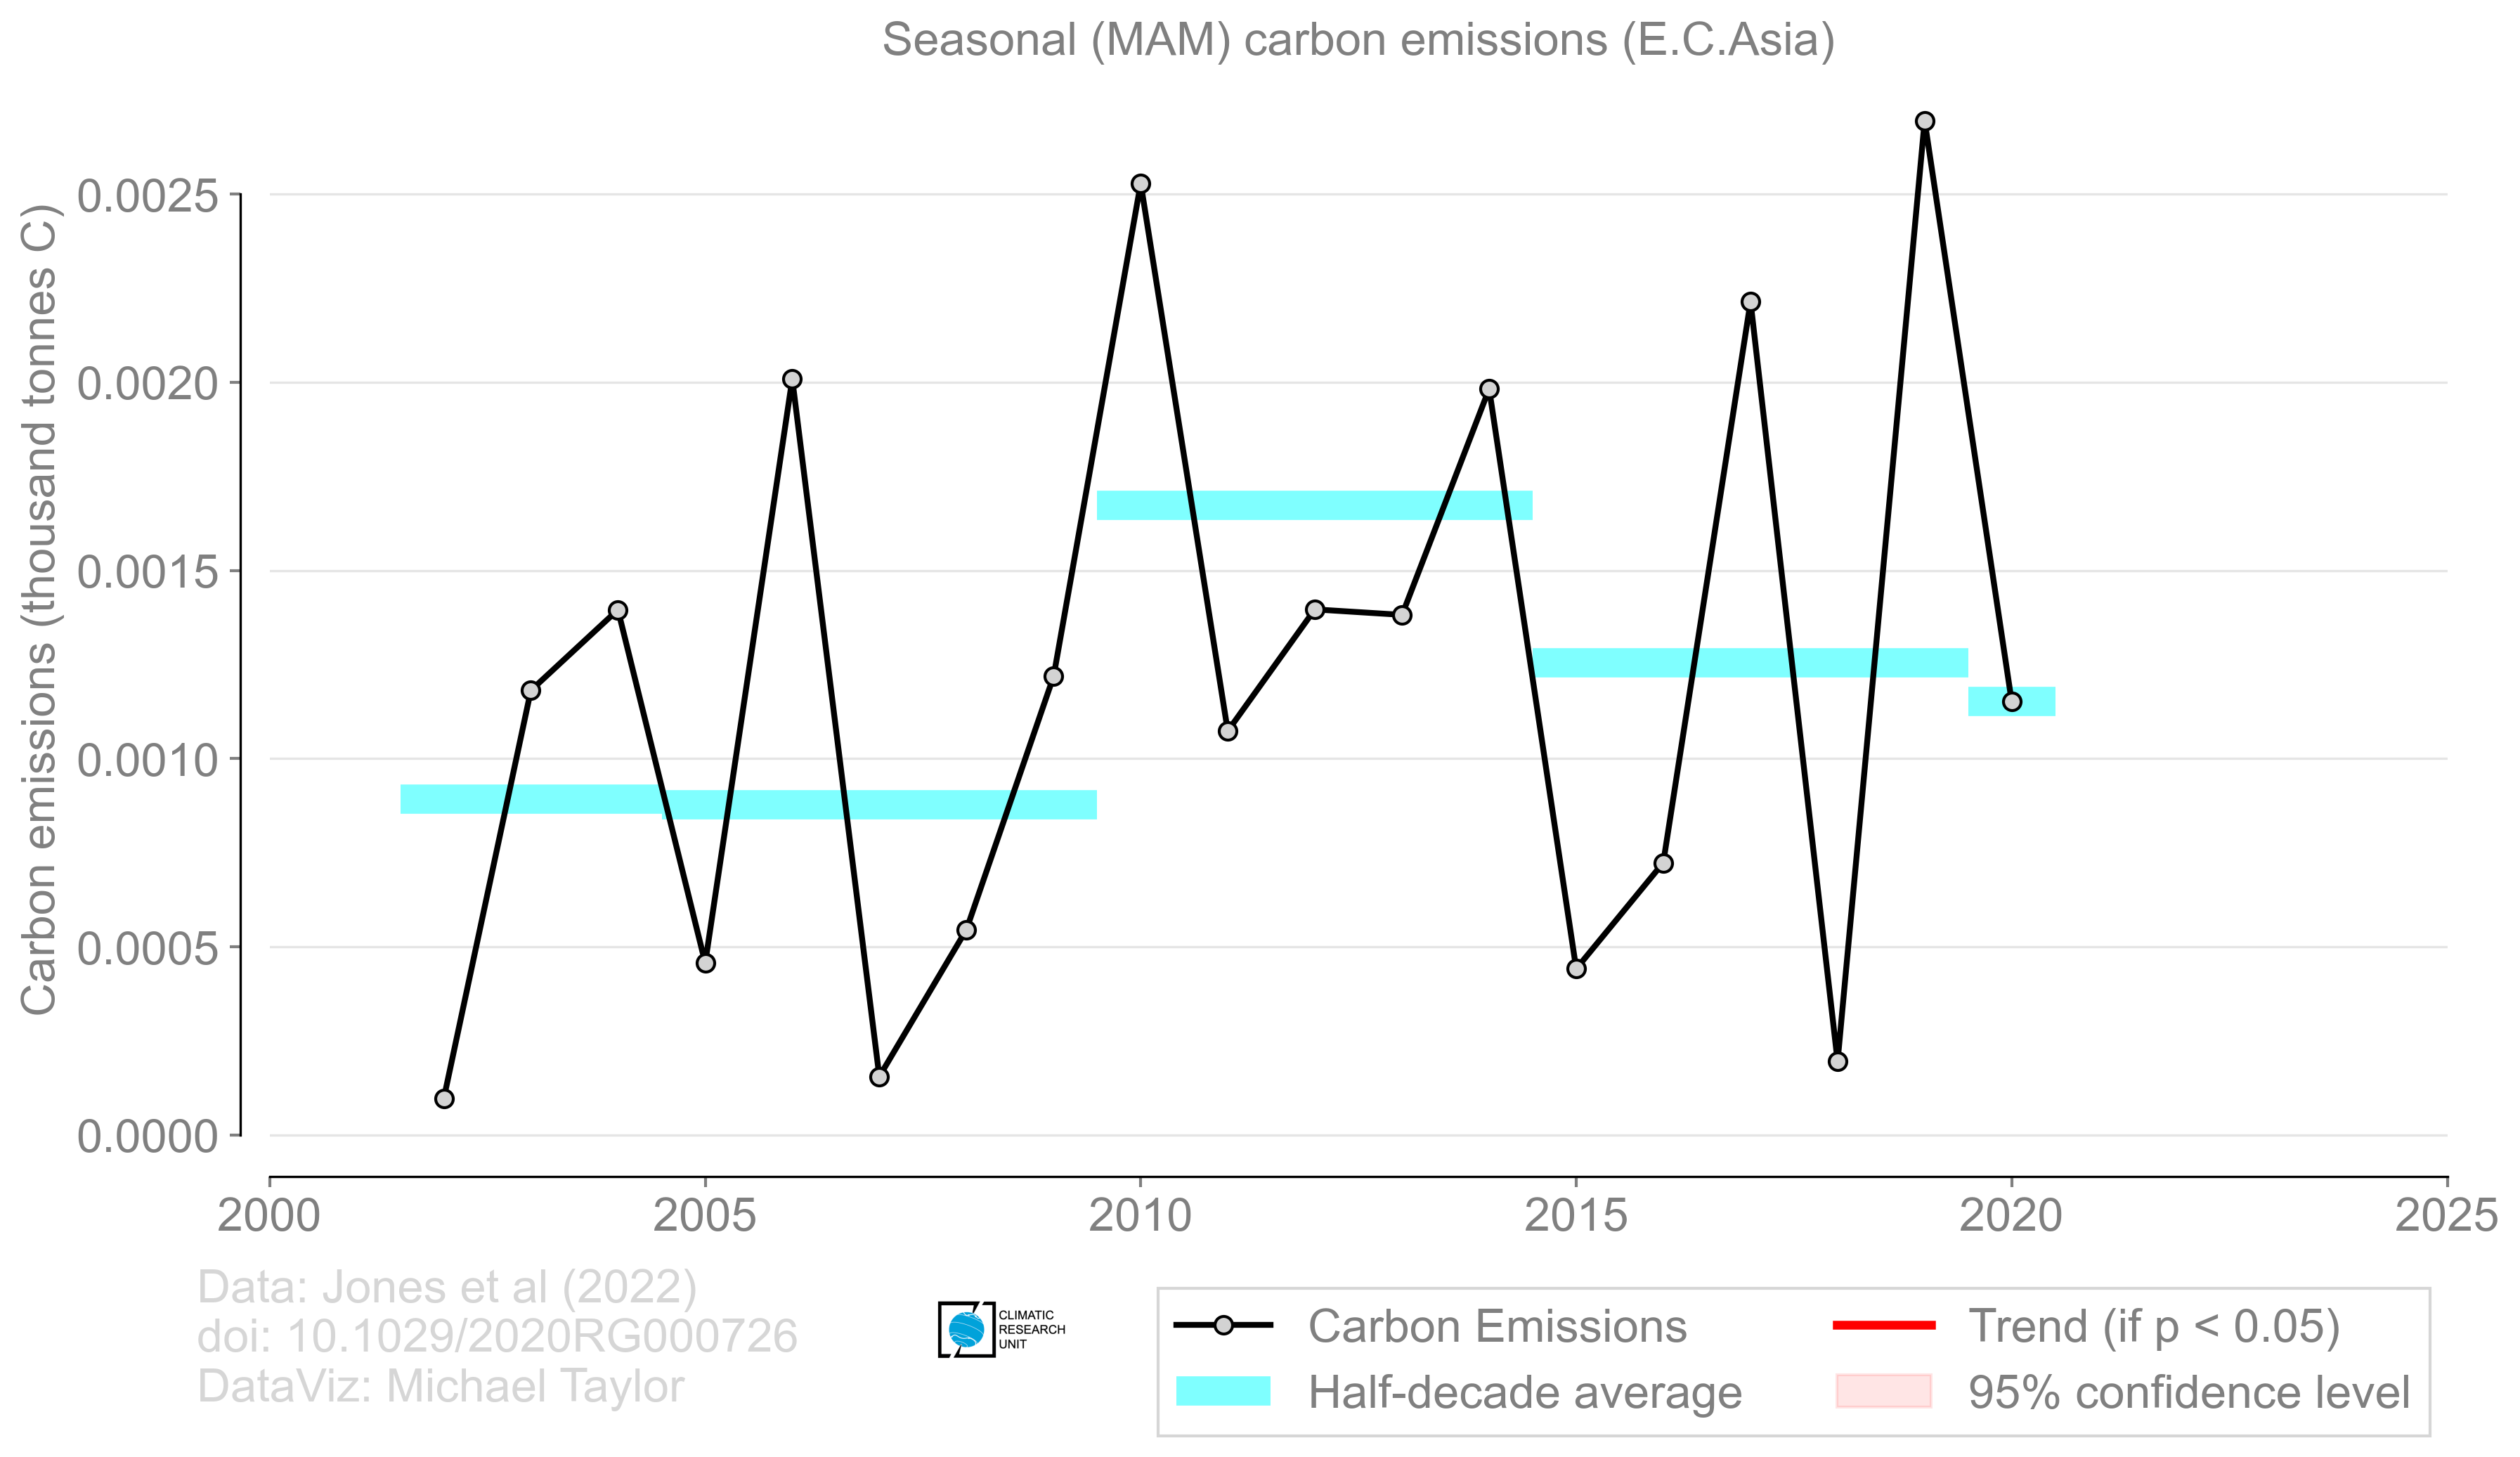 Seasonal (MAM) carbon emissions (E.C.Asia)
Carbon emissions (thousand tonnes C)
0.0025
0.0020
0.0015
0.0010
0.0005
0.0000
2000 2005 2010 2015 2020 2025
Data: Jones et al (2022)
doi: 10.1029/2020RG000726
DataViz: Michael Taylor
CLIMATIC
RESEARCH
UNIT
Carbon Emissions
Half-decade average
Trend (if p < 0.05)
95% confidence level